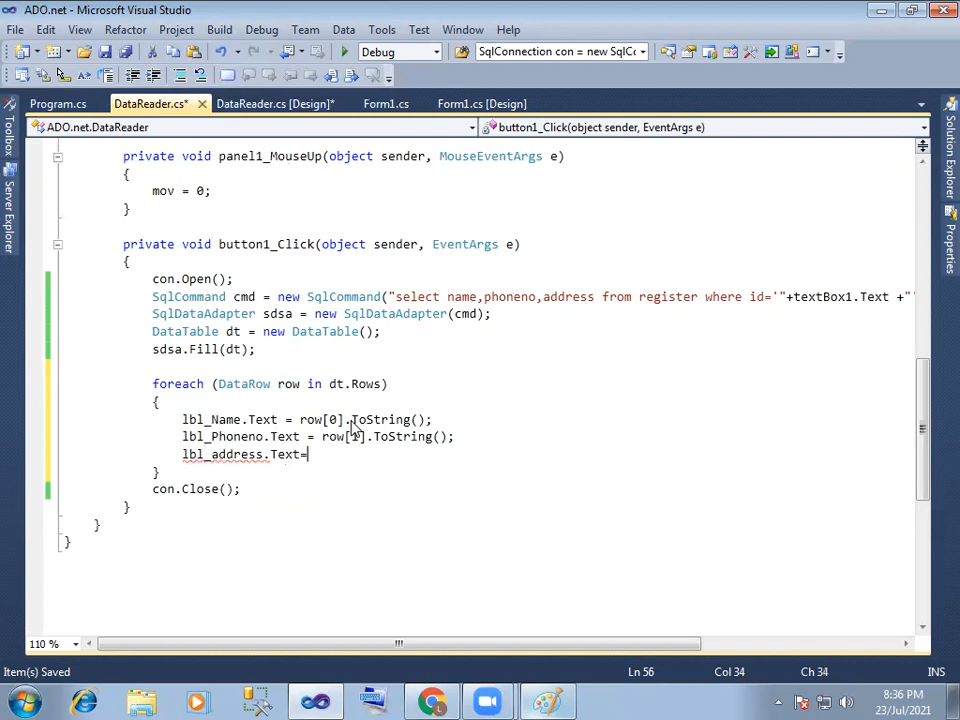 ADO.net - Microsoft Visual Studio
File Edit View Refactor Project Build Debug Team Data Tools Test Window Help
Debug SqlConnection con = new SqlCc
Program.cs DataReader.cs* DataReader.cs [Design]* Form1.cs Form1.cs [Design]
ADO.net.DataReader button1_Click(object sender, EventArgs e)
private void panel1_MouseUp(object sender, MouseEventArgs e)
{
mov = 0;
}
private void button1_Click(object sender, EventArgs e)
{
con.Open();
SqlCommand cmd = new SqlCommand("select name,phoneno,address from register where id='"+textBox1.Text +"'
SqlDataAdapter sdsa = new SqlDataAdapter(cmd);
DataTable dt = new DataTable();
sdsa.Fill(dt);
foreach (DataRow row in dt.Rows)
{
lbl_Name.Text = row[0].ToString();
lbl_Phoneno.Text = row[1].ToString();
lbl_address.Text=
}
con.Close();
}
}
}
Toolbox
Server Explorer
Solution Explorer
Properties
110 %
Item(s) Saved Ln 56 Col 34 Ch 34 INS
8:36 PM
23/Jul/2021